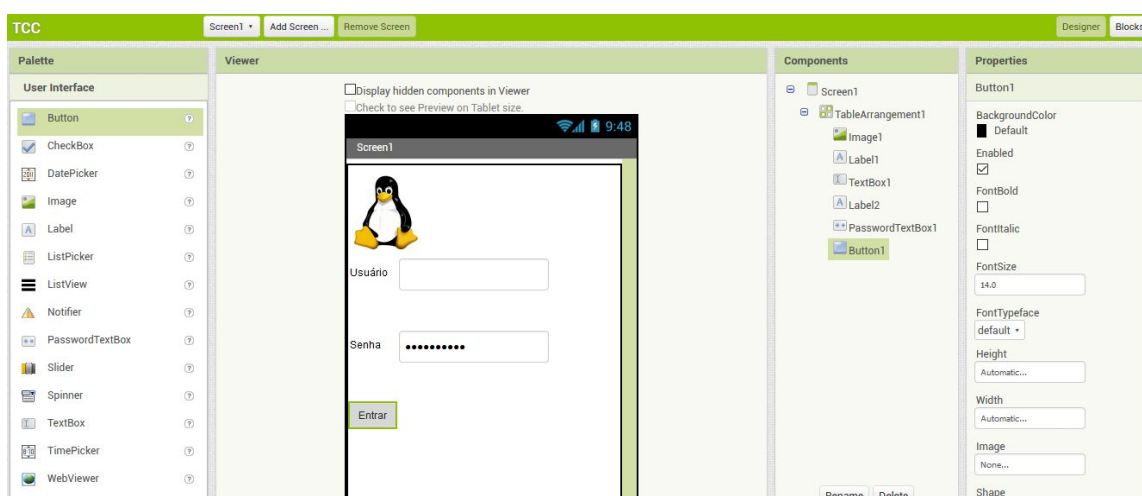 TCC
Screen1
Add Screen ...
Remove Screen
Designer
Blocks
Palette
User Interface
Button
CheckBox
DatePicker
Image
Label
ListPicker
ListView
Notifier
PasswordTextBox
Slider
Spinner
TextBox
TimePicker
WebViewer
Viewer
Display hidden components in Viewer
Check to see Preview on Tablet size.
9:48
Screen1
Usuário
Senha
Entrar
Components
Screen1
TableArrangement1
Image1
Label1
TextBox1
Label2
PasswordTextBox1
Button1
Rename Delete
Properties
Button1
BackgroundColor
Default
Enabled
FontBold
FontItalic
FontSize
14.0
FontTypeface
default
Height
Automatic...
Width
Automatic...
Image
None...
Shape